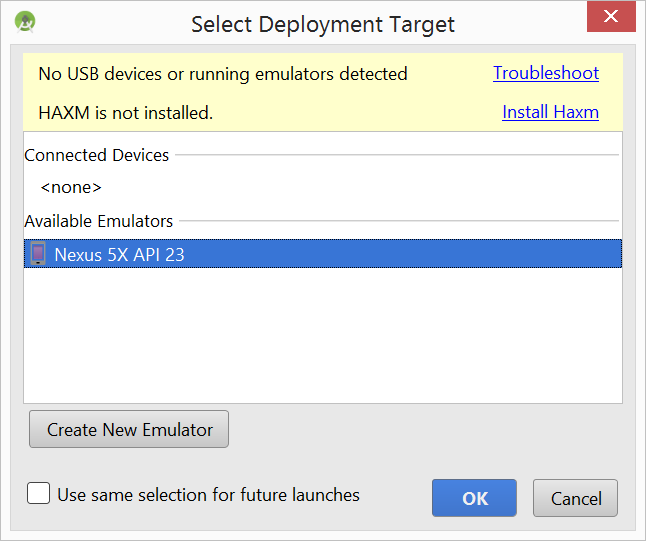 Select Deployment Target
No USB devices or running emulators detected Troubleshoot
HAXM is not installed. Install Haxm
Connected Devices
<none>
Available Emulators
Nexus 5X API 23
Create New Emulator
Use same selection for future launches OK Cancel